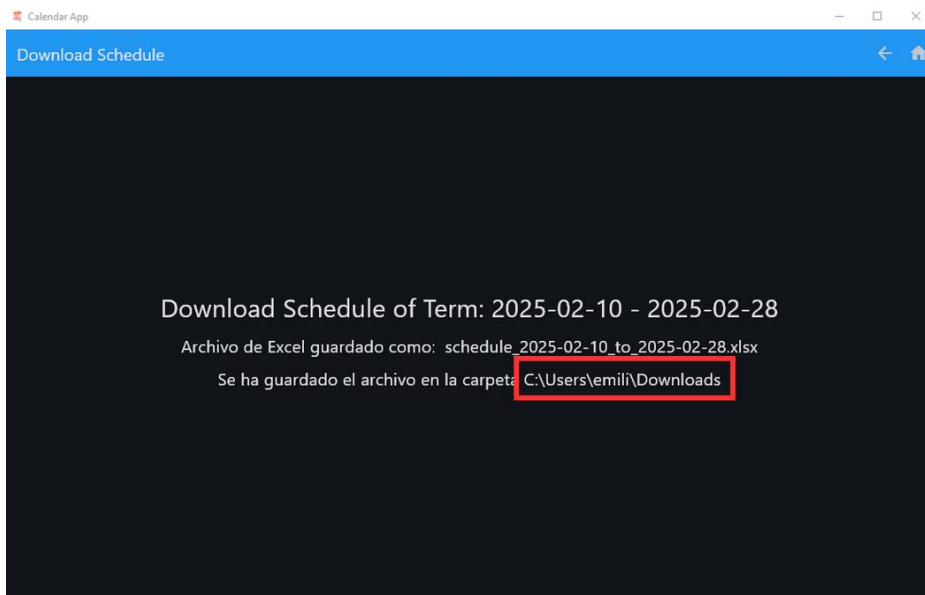 Calendar App
Download Schedule
Download Schedule of Term: 2025-02-10 - 2025-02-28
Archivo de Excel guardado como: schedule_2025-02-10_to_2025-02-28.xlsx
Se ha guardado el archivo en la carpeta C:\Users\emili\Downloads